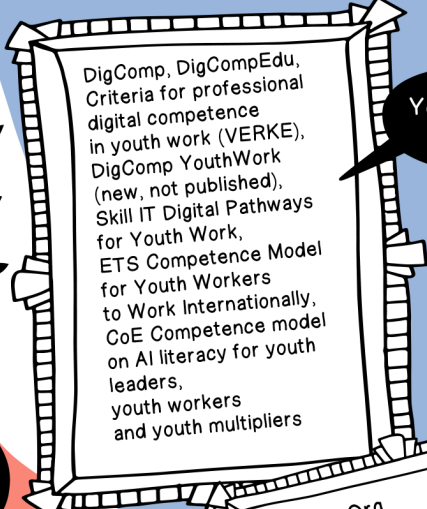 DigComp, DigCompEdu,
Criteria for professional
digital competence
in youth work (VERKE),
DigComp YouthWork
(new, not published),
Skill IT Digital Pathways
for Youth Work,
ETS Competence Model
for Youth Workers
to Work Internationally,
CoE Competence model
on AI literacy for youth
leaders,
youth workers
and youth multipliers